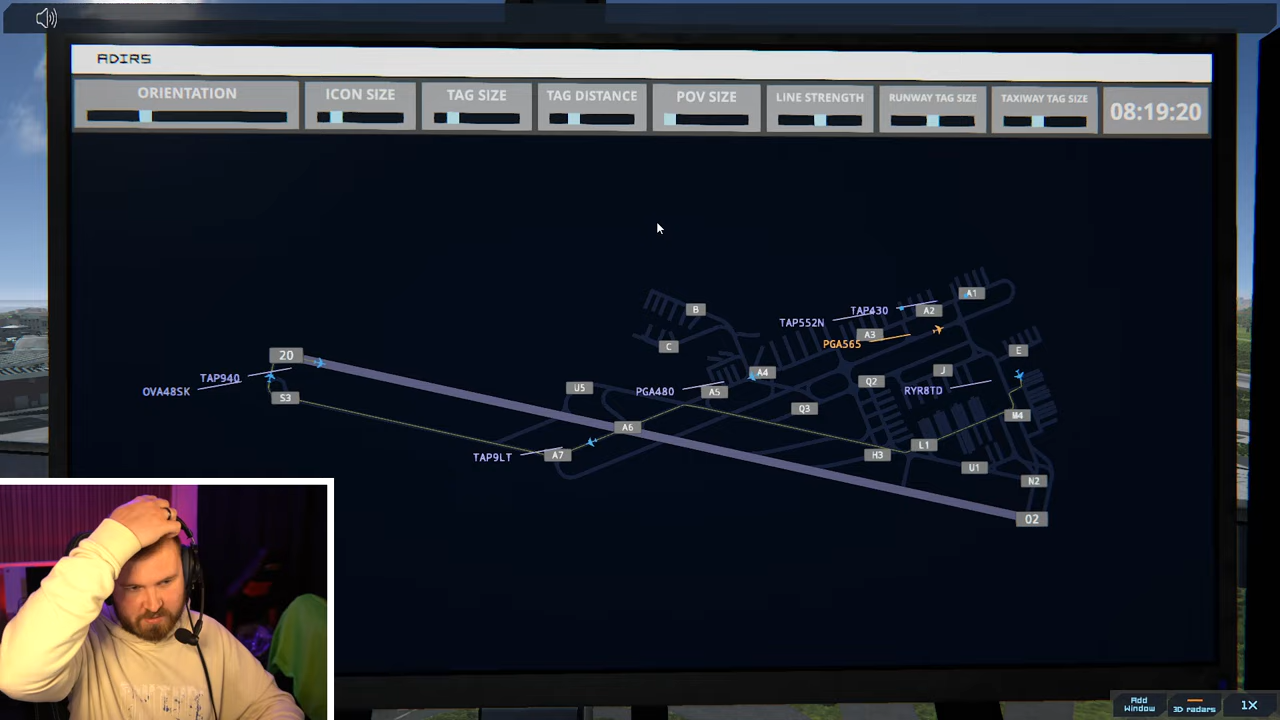 ADIRS
ORIENTATION
ICON SIZE
TAG SIZE
TAG DISTANCE
POV SIZE
LINE STRENGTH
RUNWAY TAG SIZE
TAXIWAY TAG SIZE
08:19:20
A1
B
TAP430
A2
TAP552N
A3
PGA565
C
E
20
TAP940
J
A4
Q2
OVA48SK
U5
PGA480
A5
RYR8TD
S3
Q3
M4
A6
L1
TAP9LT
A7
H3
U1
N2
02
Add
Window
3D radars
1X